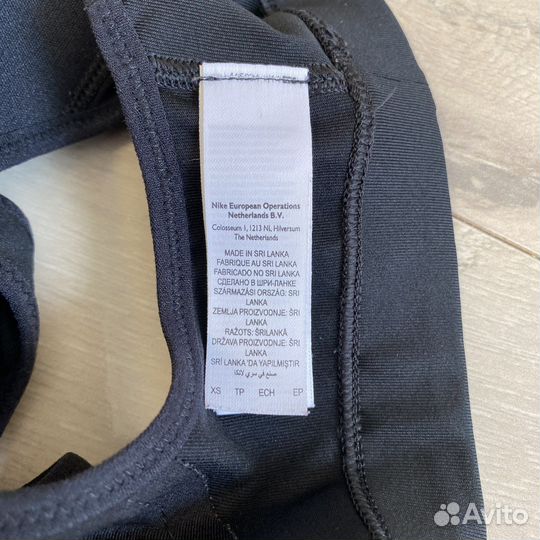 Nike European Operations
Netherlands B.V.
Colosseum 1, 1213 NL Hilversum
The Netherlands
MADE IN SRI LANKA
FABRIQUE AU SRI LANKA
FABRICADO NO SRI LANKA
СДЕЛАНО В ШРИ-ЛАНКЕ
SZÁRMAZÁSI ORSZÁG: SRÍ
LANKA
ZEMLJA PROIZVODNJE: ŠRI
LANKA
RAŽOTS: ŠRILANKĀ
DRŽAVA PROIZVODNJE: ŠRI
LANKA
SRİ LANKA'DA YAPILMIŞTIR
صنع في سري لانكا
XS TP ECH EP
Avito